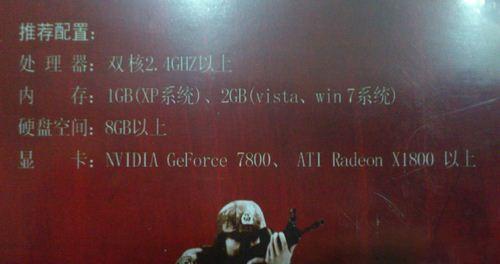 推荐配置：
处 理 器：双核2.4GHZ以上
内 存：1GB(XP系统)、2GB(vista、win 7系统)
硬盘空间：8GB以上
显 卡：NVIDIA GeForce 7800、 ATI Radeon X1800 以上